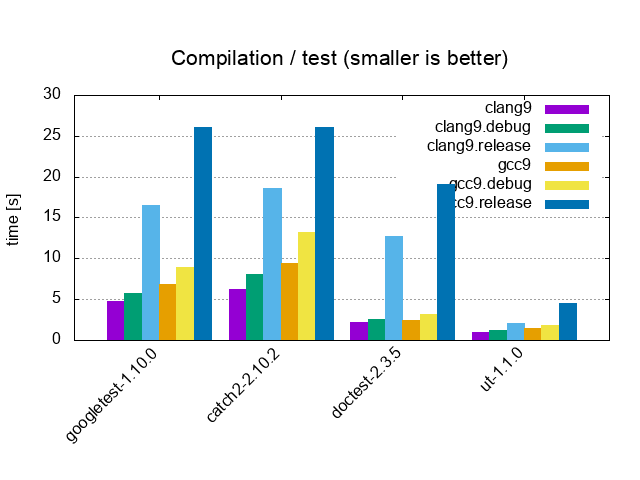 Compilation / test (smaller is better)
time [s]
30
25
20
15
10
5
0
clang9
clang9.debug
clang9.release
gcc9
gcc9.debug
cc9.release
googletest-1.10.0
catch2-2.10.2
doctest-2.3.5
ut-1.1.0